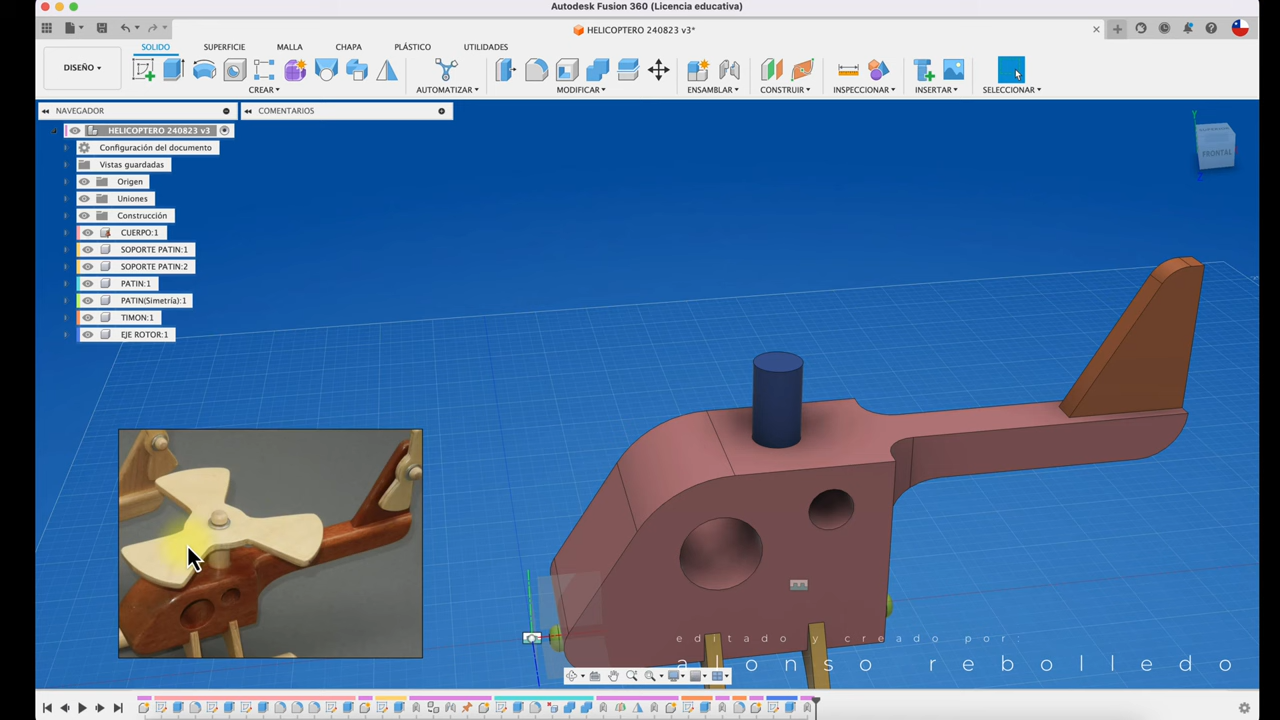 Autodesk Fusion 360 (Licencia educativa)
HELICOPTERO 240823 v3*
DISEÑO
SOLIDO SUPERFICIE MALLA CHAPA PLÁSTICO UTILIDADES
CREAR AUTOMATIZAR MODIFICAR ENSAMBLAR CONSTRUIR INSPECCIONAR INSERTAR SELECCIONAR
NAVEGADOR COMENTARIOS
HELICOPTERO 240823 v3
Configuración del documento
Vistas guardadas
Origen
Uniones
Construcción
CUERPO:1
SOPORTE PATIN:1
SOPORTE PATIN:2
PATIN:1
PATIN(Simetría):1
TIMON:1
EJE ROTOR:1
Y
FRONTAL
editado y creado por:
alonso rebolledo